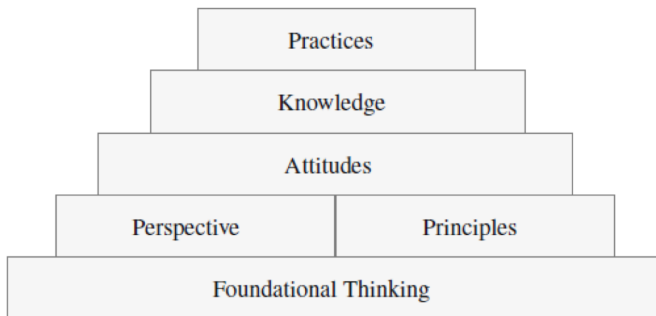 Practices
Knowledge
Attitudes
Perspective Principles
Foundational Thinking